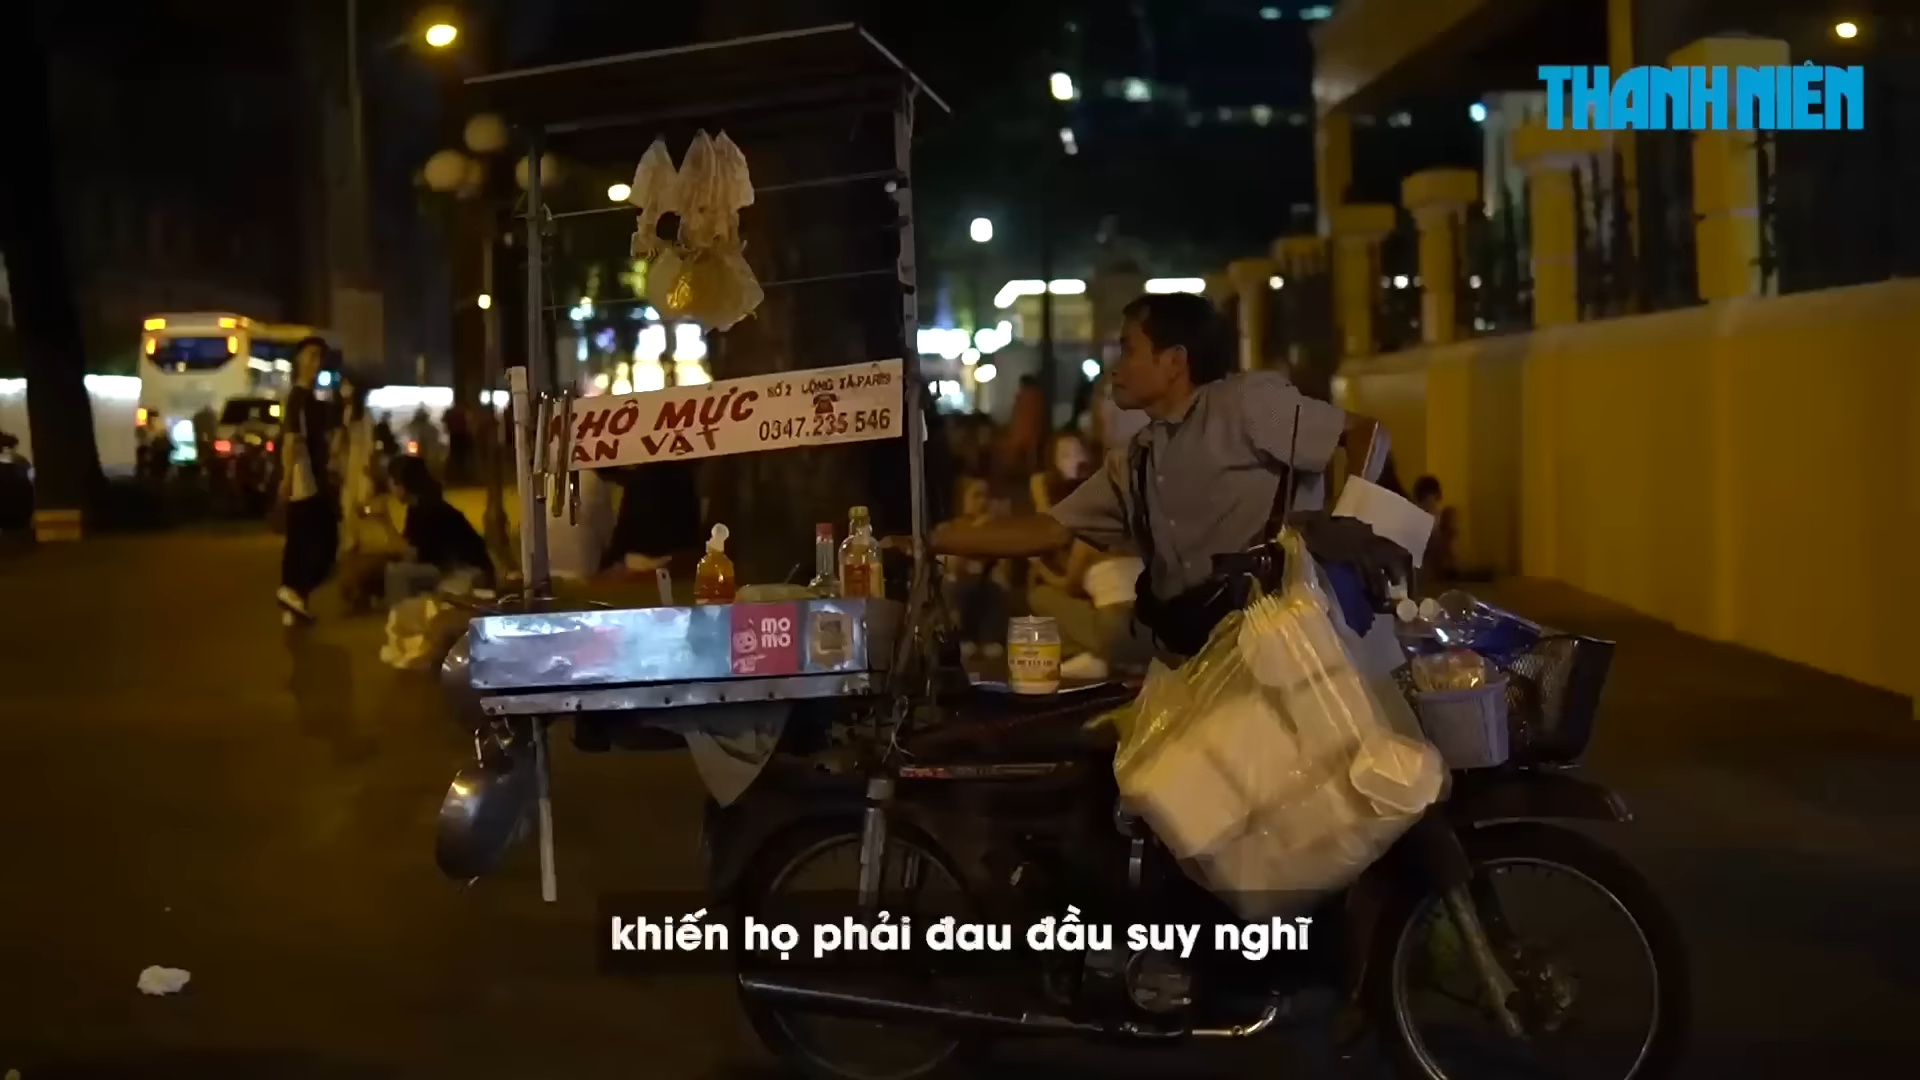 THANH NIÊN
KHÔ MỰC
ĂN VẶT
SỐ 2 CÔNG XÃ PARIS
0347.235 546
mo
mo
khiến họ phải đau đầu suy nghĩ